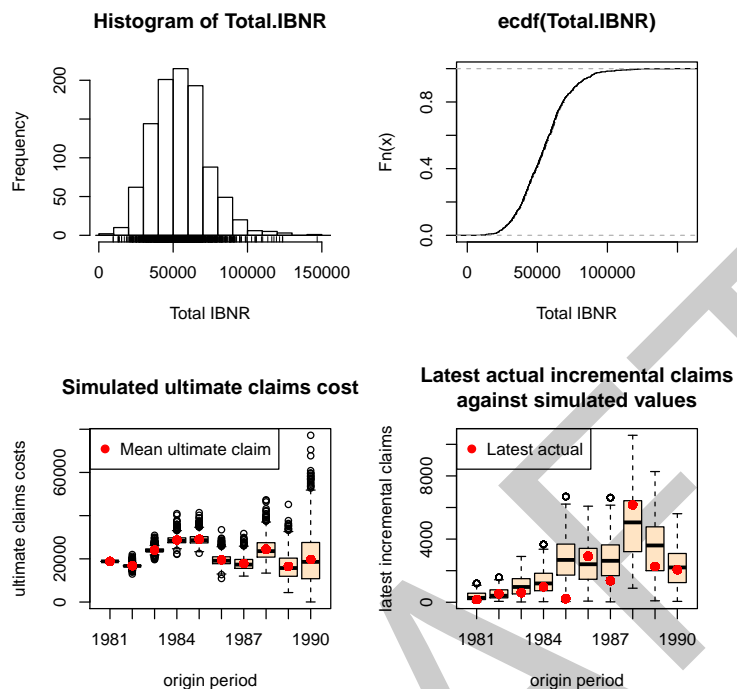 Histogram of Total.IBNR
Frequency
0 50 100 200
0 50000 100000 150000
Total IBNR
ecdf(Total.IBNR)
Fn(x)
0.0 0.4 0.8
0 50000 100000
Total IBNR
Simulated ultimate claims cost
Mean ultimate claim
ultimate claims costs
0 20000 60000
1981 1984 1987 1990
origin period
Latest actual incremental claims
against simulated values
Latest actual
latest incremental claims
0 2000 4000 8000
1981 1984 1987 1990
origin period